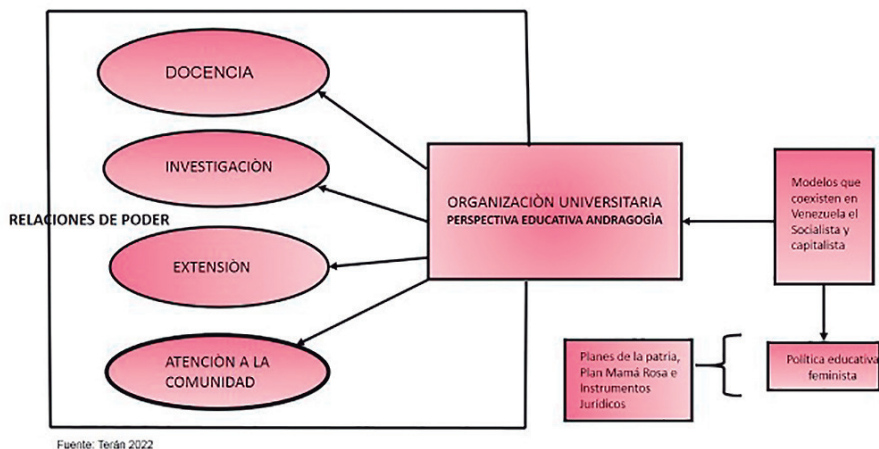 DOCENCIA
INVESTIGACIÒN
RELACIONES DE PODER
EXTENSIÒN
ATENCIÒN A LA
COMUNIDAD
ORGANIZACIÒN UNIVERSITARIA
PERSPECTIVA EDUCATIVA ANDRAGOGÌA
Modelos que
coexisten en
Venezuela el
Socialista y
capitalista
Planes de la patria,
Plan Mamá Rosa e
Instrumentos
Jurídicos
Política educativa
feminista
Fuente: Terán 2022